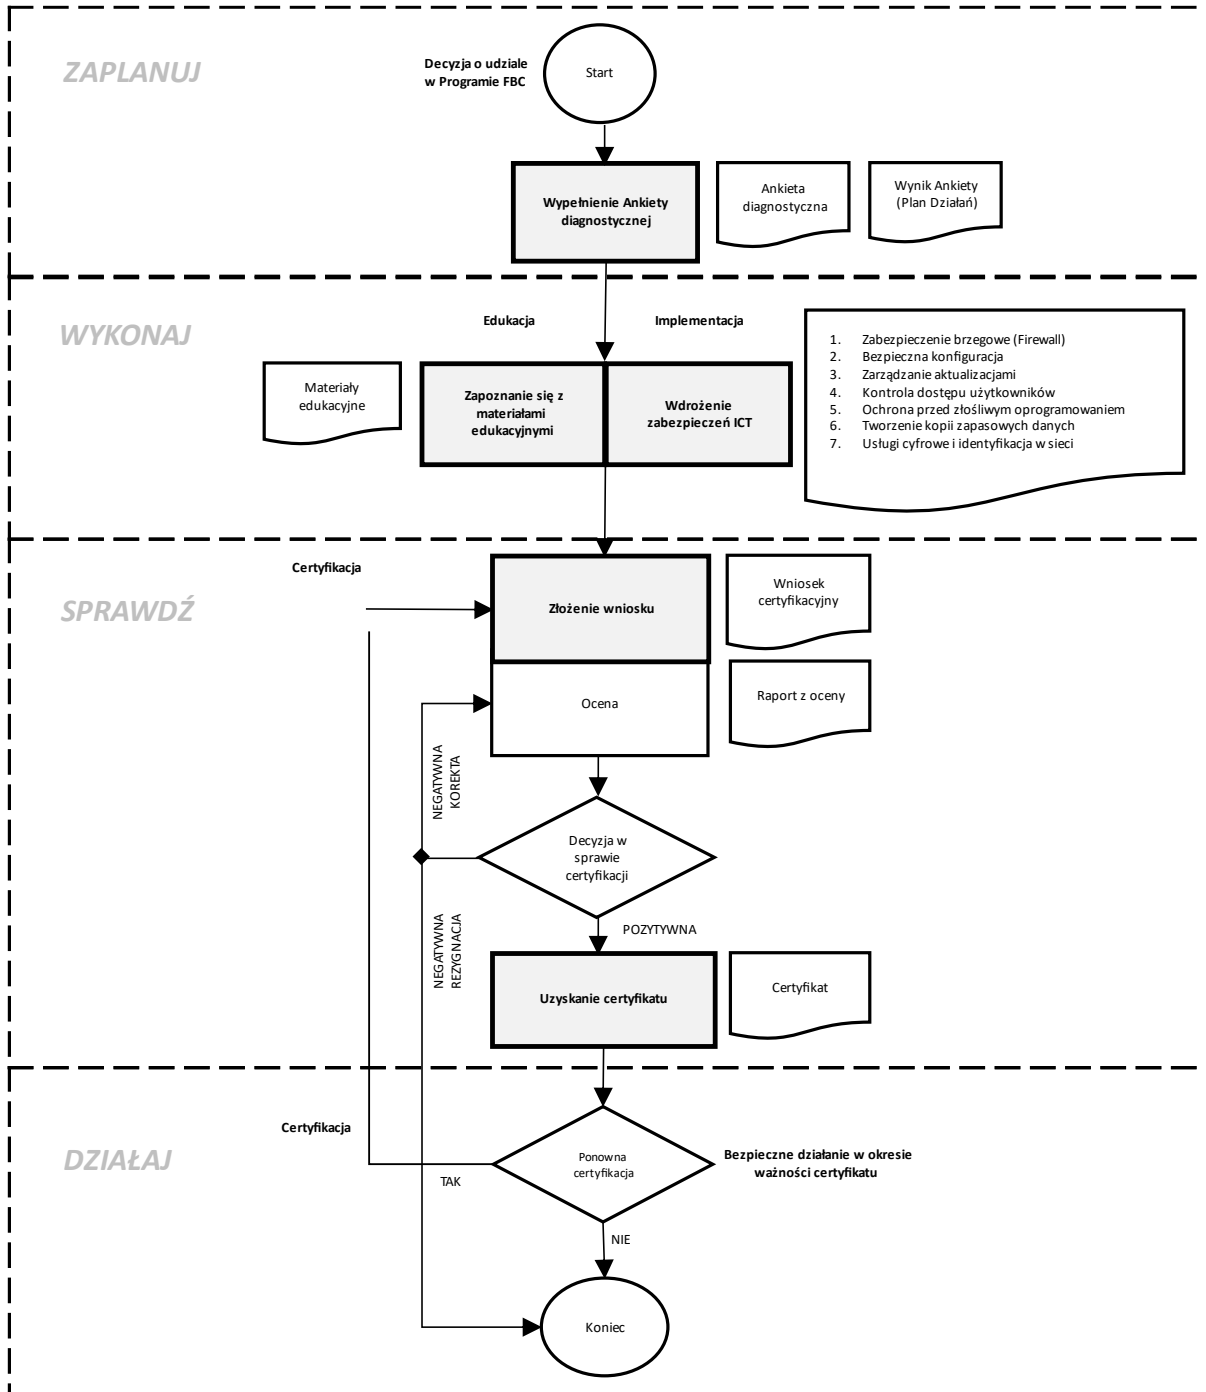 ZAPLANUJ
Decyzja o udziale
w Programie FBC
Start
Wypełnienie Ankiety
diagnostycznej
Ankieta
diagnostyczna
Wynik Ankiety
(Plan Działań)
WYKONAJ
Edukacja
Implementacja
Materiały
edukacyjne
Zapoznanie się z
materiałami
edukacyjnymi
Wdrożenie
zabezpieczeń ICT
1. Zabezpieczenie brzegowe (Firewall)
2. Bezpieczna konfiguracja
3. Zarządzanie aktualizacjami
4. Kontrola dostępu użytkowników
5. Ochrona przed złośliwym oprogramowaniem
6. Tworzenie kopii zapasowych danych
7. Usługi cyfrowe i identyfikacja w sieci
SPRAWDŹ
Certyfikacja
Złożenie wniosku
Wniosek
certyfikacyjny
Ocena
Raport z oceny
NEGATYWNA
KOREKTA
Decyzja w
sprawie
certyfikacji
NEGATYWNA
REZYGNACJA
POZYTYWNA
Uzyskanie certyfikatu
Certyfikat
DZIAŁAJ
Certyfikacja
Ponowna
certyfikacja
Bezpieczne działanie w okresie
ważności certyfikatu
TAK
NIE
Koniec